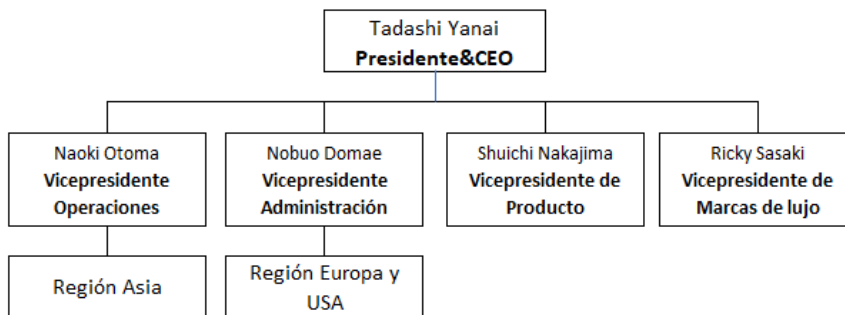 Tadashi Yanai
Presidente&CEO
Naoki Otoma
Vicepresidente
Operaciones
Nobuo Domae
Vicepresidente
Administración
Shuichi Nakajima
Vicepresidente de
Producto
Ricky Sasaki
Vicepresidente de
Marcas de lujo
Región Asia
Región Europa y
USA